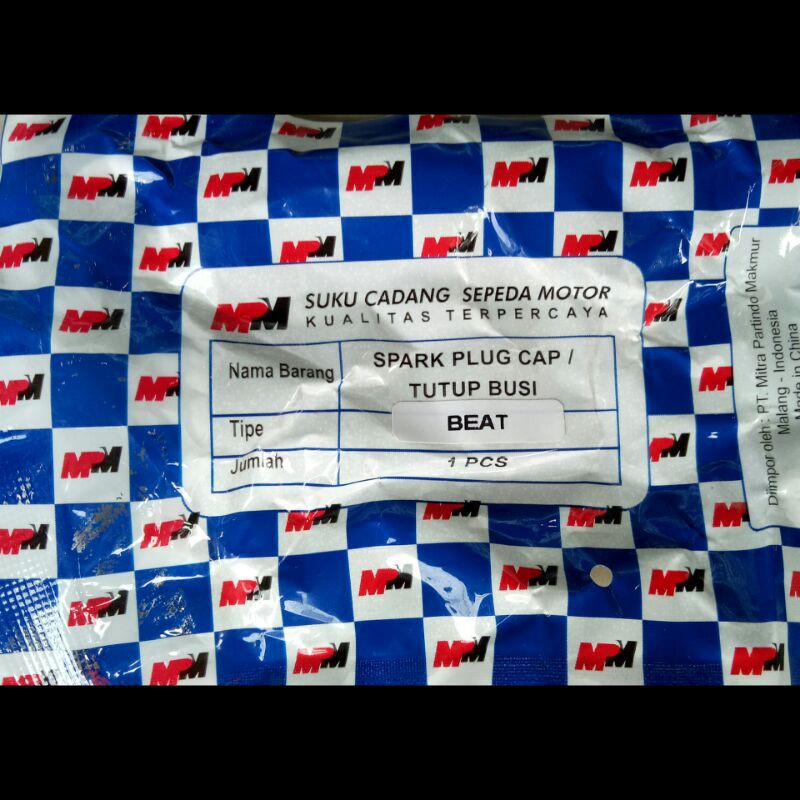 MPM
SUKU CADANG SEPEDA MOTOR
KUALITAS TERPERCAYA
Nama Barang
SPARK PLUG CAP /
TUTUP BUSI
Tipe
BEAT
Jumlah
1 PCS
Diimpor oleh : PT. Mitra Partindo Makmur
Malang - Indonesia
Made in China